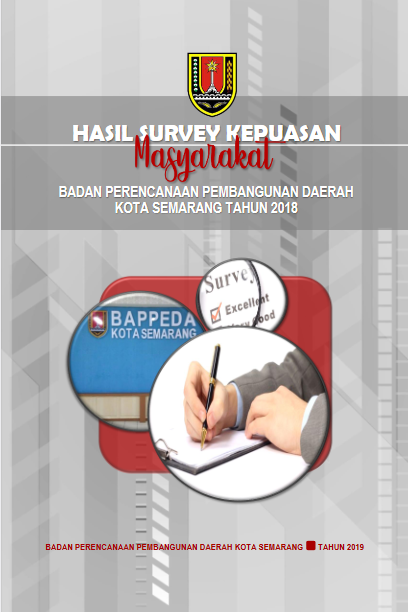 HASIL SURVEY KEPUASAN
Masyarakat
BADAN PERENCANAAN PEMBANGUNAN DAERAH
KOTA SEMARANG TAHUN 2018
Survey
Excellent
Good
BAPPEDA
KOTA SEMARANG
BADAN PERENCANAAN PEMBANGUNAN DAERAH KOTA SEMARANG ■ TAHUN 2019